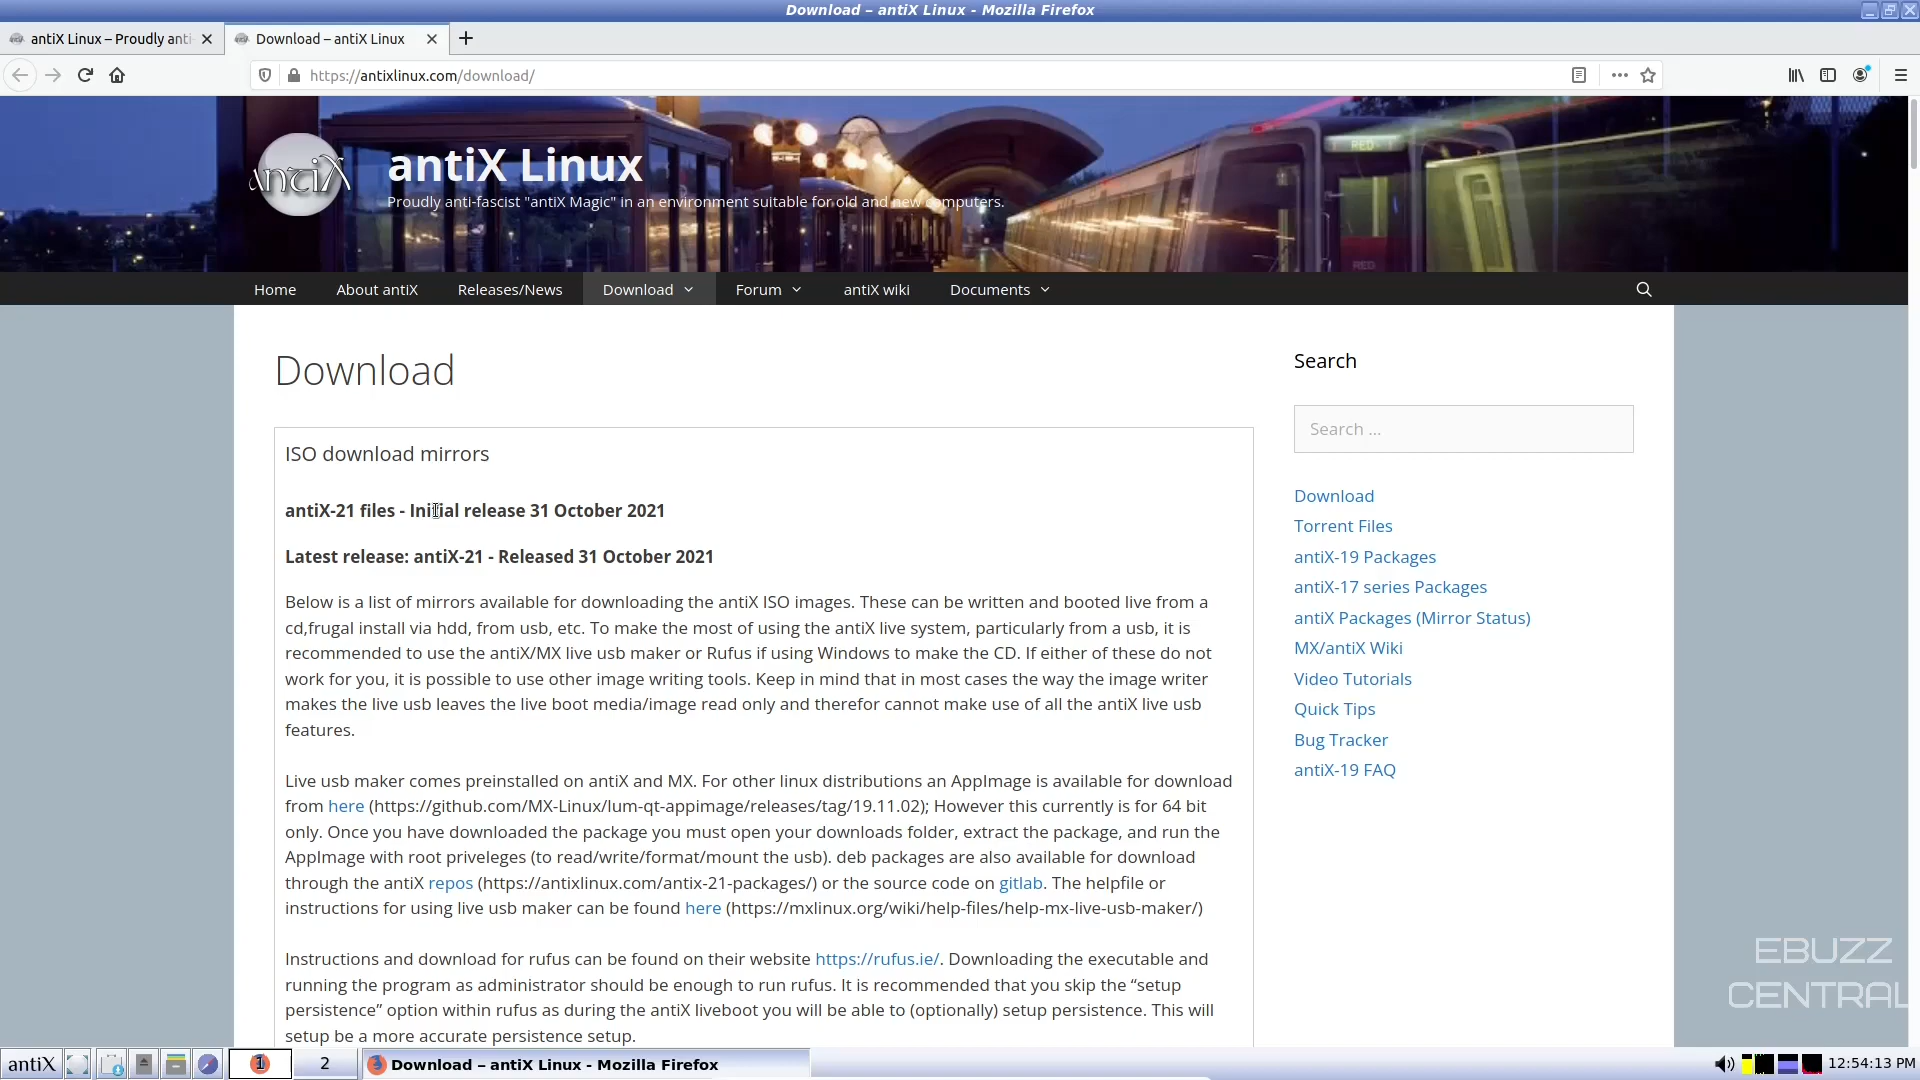 Download – antiX Linux - Mozilla Firefox
antiX Linux – Proudly anti-
Download – antiX Linux
https://antixlinux.com/download/
antiX
antiX Linux
Proudly anti-fascist "antiX Magic" in an environment suitable for old and new computers.
RED-1
RED
Home About antiX Releases/News Download Forum antiX wiki Documents
Download
ISO download mirrors
antiX-21 files - Initial release 31 October 2021
Latest release: antiX-21 - Released 31 October 2021
Below is a list of mirrors available for downloading the antiX ISO images. These can be written and booted live from a
cd,frugal install via hdd, from usb, etc. To make the most of using the antiX live system, particularly from a usb, it is
recommended to use the antiX/MX live usb maker or Rufus if using Windows to make the CD. If either of these do not
work for you, it is possible to use other image writing tools. Keep in mind that in most cases the way the image writer
makes the live usb leaves the live boot media/image read only and therefor cannot make use of all the antiX live usb
features.
Live usb maker comes preinstalled on antiX and MX. For other linux distributions an AppImage is available for download
from here (https://github.com/MX-Linux/lum-qt-appimage/releases/tag/19.11.02); However this currently is for 64 bit
only. Once you have downloaded the package you must open your downloads folder, extract the package, and run the
AppImage with root priveleges (to read/write/format/mount the usb). deb packages are also available for download
through the antiX repos (https://antixlinux.com/antix-21-packages/) or the source code on gitlab. The helpfile or
instructions for using live usb maker can be found here (https://mxlinux.org/wiki/help-files/help-mx-live-usb-maker/)
Instructions and download for rufus can be found on their website https://rufus.ie/. Downloading the executable and
running the program as administrator should be enough to run rufus. It is recommended that you skip the “setup
persistence” option within rufus as during the antiX liveboot you will be able to (optionally) setup persistence. This will
setup be a more accurate persistence setup.
Search
Search ...
Download
Torrent Files
antiX-19 Packages
antiX-17 series Packages
antiX Packages (Mirror Status)
MX/antiX Wiki
Video Tutorials
Quick Tips
Bug Tracker
antiX-19 FAQ
EBUZZ
CENTRAL
antiX 1 2 Download – antiX Linux - Mozilla Firefox 12:54:13 PM